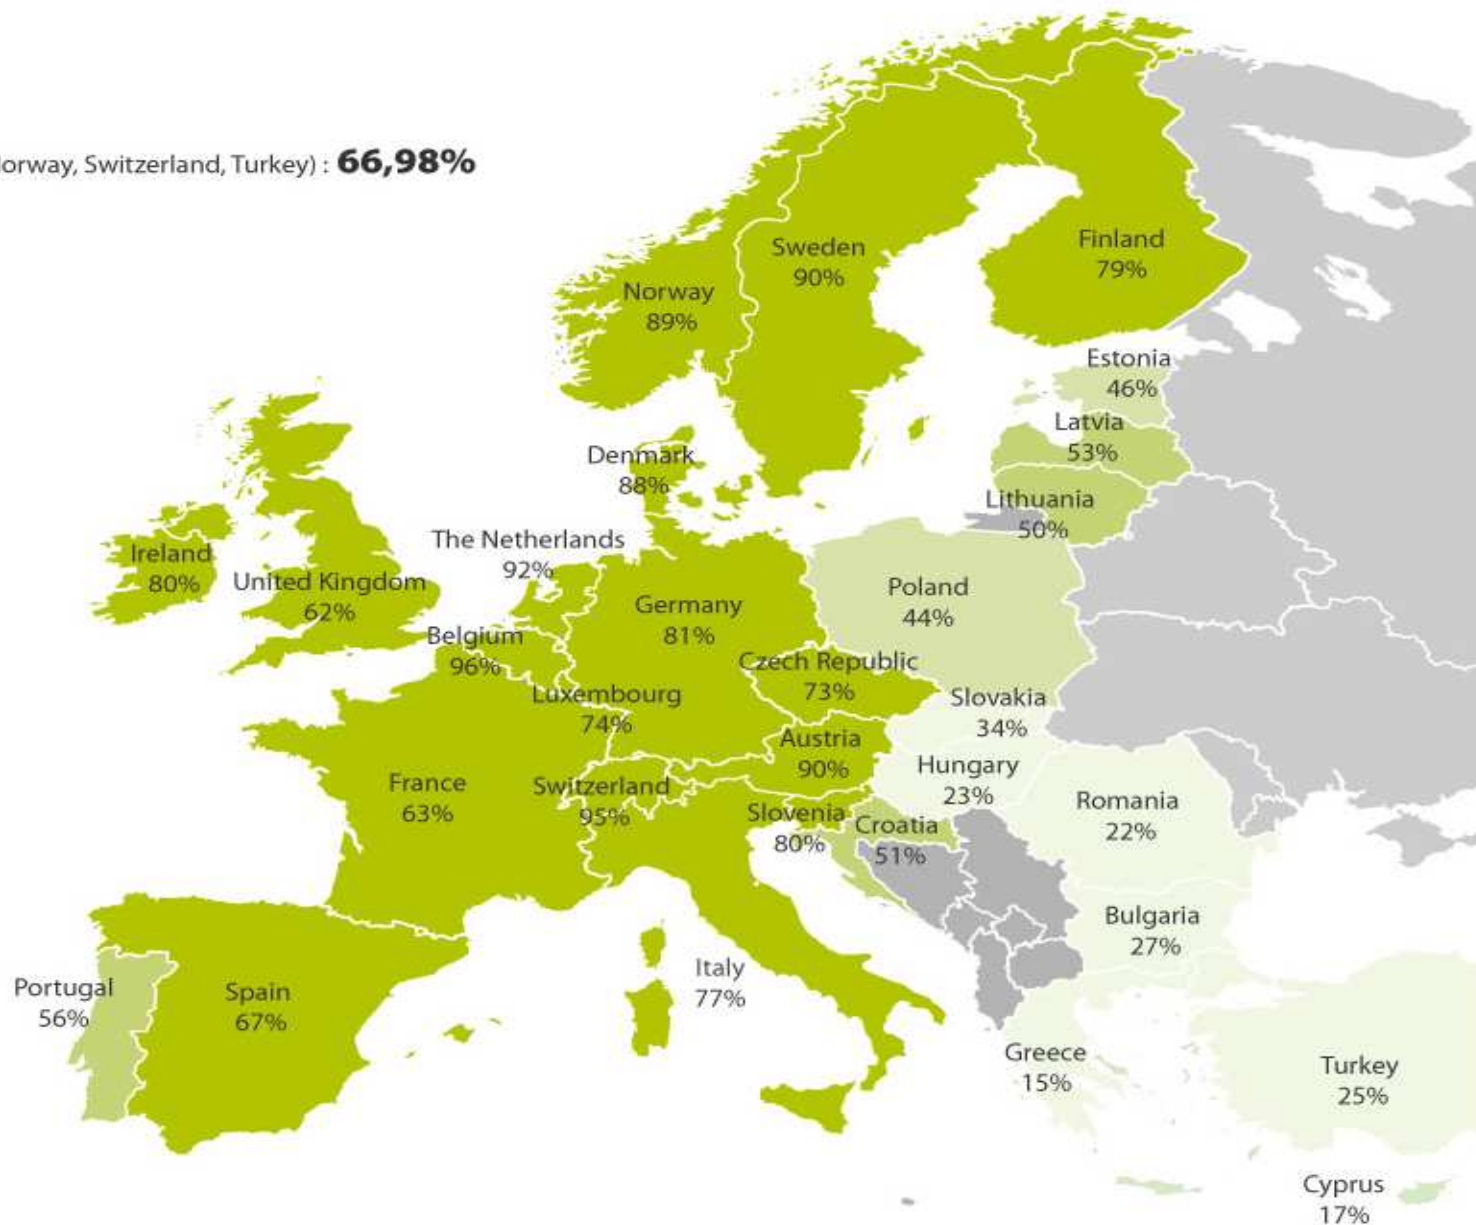 orway, Switzerland, Turkey) : 66,98%
Sweden
90%
Finland
79%
Norway
89%
Estonia
46%
Latvia
53%
Denmark
88%
Lithuania
50%
The Netherlands
92%
Ireland
80%
United Kingdom
62%
Germany
81%
Poland
44%
Belgium
96%
Czech Republic
73%
Luxembourg
74%
Slovakia
34%
Austria
90%
Hungary
23%
France
63%
Switzerland
95%
Slovenia
80%
Croatia
51%
Romania
22%
Bulgaria
27%
Italy
77%
Portugal
56%
Spain
67%
Greece
15%
Turkey
25%
Cyprus
17%